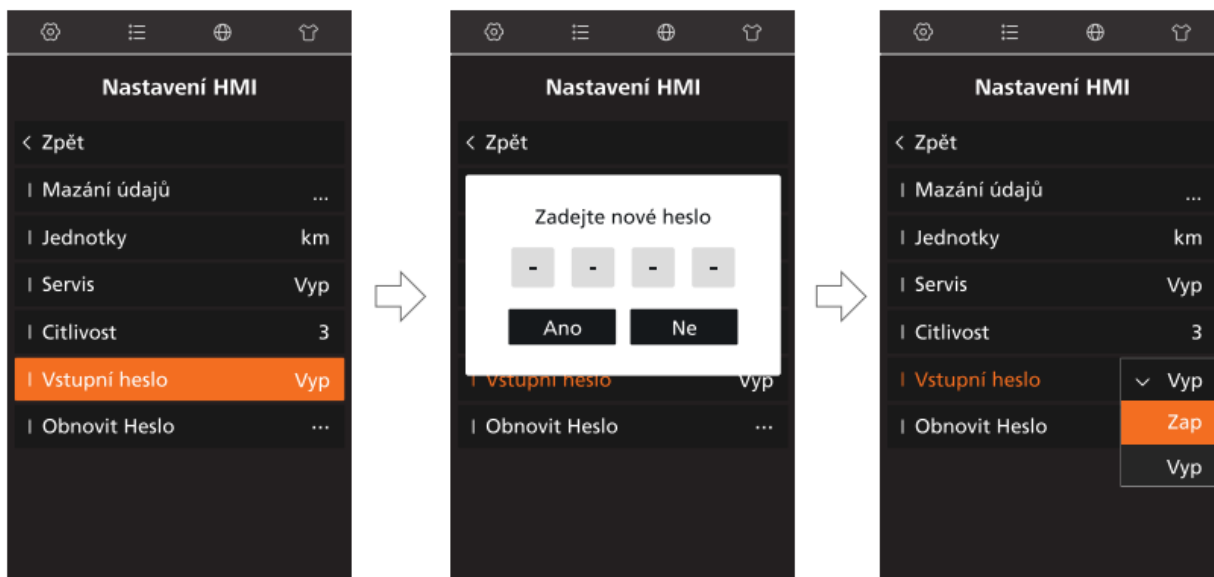 Nastavení HMI
< Zpět
I Mazání údajů ...
I Jednotky km
I Servis Vyp
I Citlivost 3
I Vstupní heslo Vyp
I Obnovit Heslo ...
Nastavení HMI
< Zpět
Zadejte nové heslo
- - - -
Ano Ne
I Vstupní heslo Vyp
I Obnovit Heslo ...
Nastavení HMI
< Zpět
I Mazání údajů ...
I Jednotky km
I Servis Vyp
I Citlivost 3
I Vstupní heslo Vyp
Zap
I Obnovit Heslo
Vyp